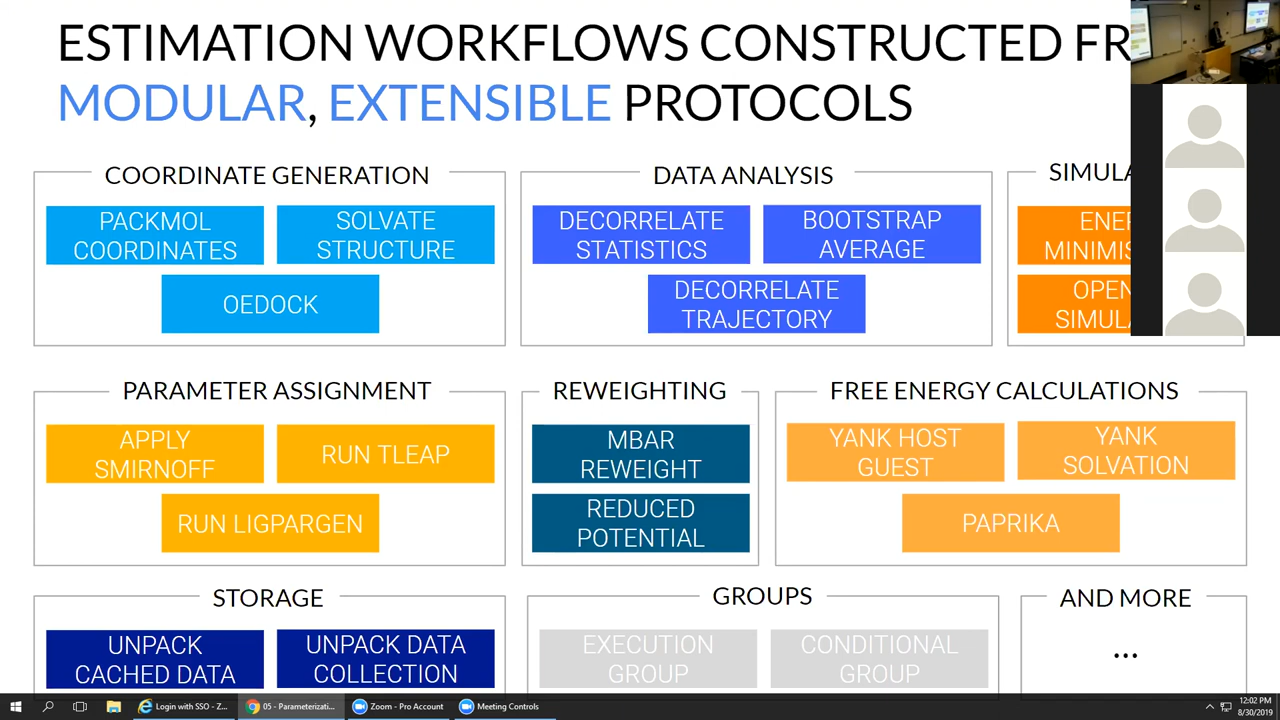 ESTIMATION WORKFLOWS CONSTRUCTED
MODULAR, EXTENSIBLE PROTOCOLS
COORDINATE GENERATION
PACKMOL
COORDINATES
SOLVATE
STRUCTURE
OEDOCK
DATA ANALYSIS
DECORRELATE
STATISTICS
BOOTSTRAP
AVERAGE
DECORRELATE
TRAJECTORY
PARAMETER ASSIGNMENT
APPLY
SMIRNOFF
RUN TLEAP
RUN LIGPARGEN
REWEIGHTING
MBAR
REWEIGHT
REDUCED
POTENTIAL
FREE ENERGY CALCULATIONS
YANK HOST
GUEST
YANK
SOLVATION
PAPRIKA
STORAGE
UNPACK
CACHED DATA
UNPACK DATA
COLLECTION
GROUPS
EXECUTION
GROUP
CONDITIONAL
GROUP
AND MORE
...
Login with SSO - Z...
05 - Parameterizati...
Zoom - Pro Account
Meeting Controls
12:02 PM
8/30/2019